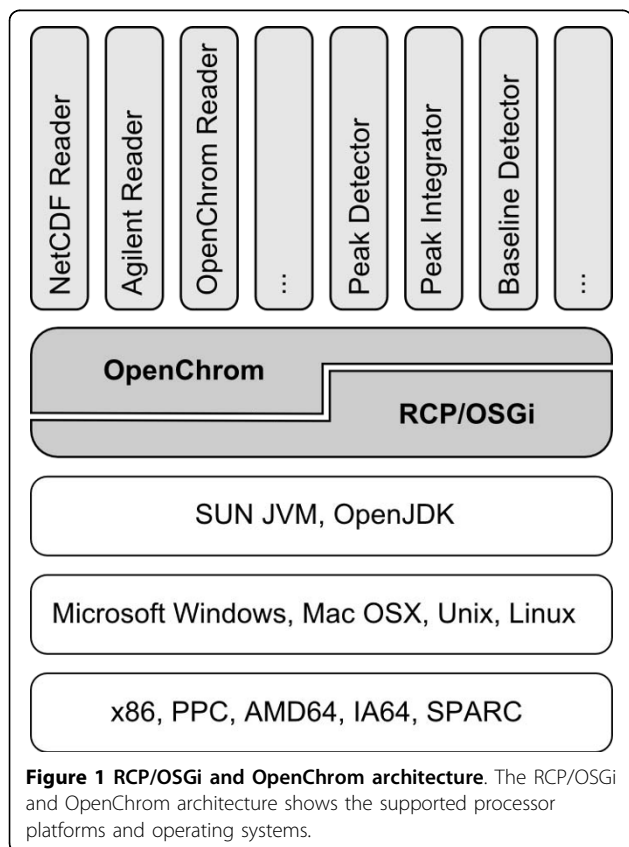 NetCDF Reader
Agilent Reader
OpenChrom Reader
...
Peak Detector
Peak Integrator
Baseline Detector
...
OpenChrom
RCP/OSGi
SUN JVM, OpenJDK
Microsoft Windows, Mac OSX, Unix, Linux
x86, PPC, AMD64, IA64, SPARC
Figure 1 RCP/OSGi and OpenChrom architecture. The RCP/OSGi
and OpenChrom architecture shows the supported processor
platforms and operating systems.